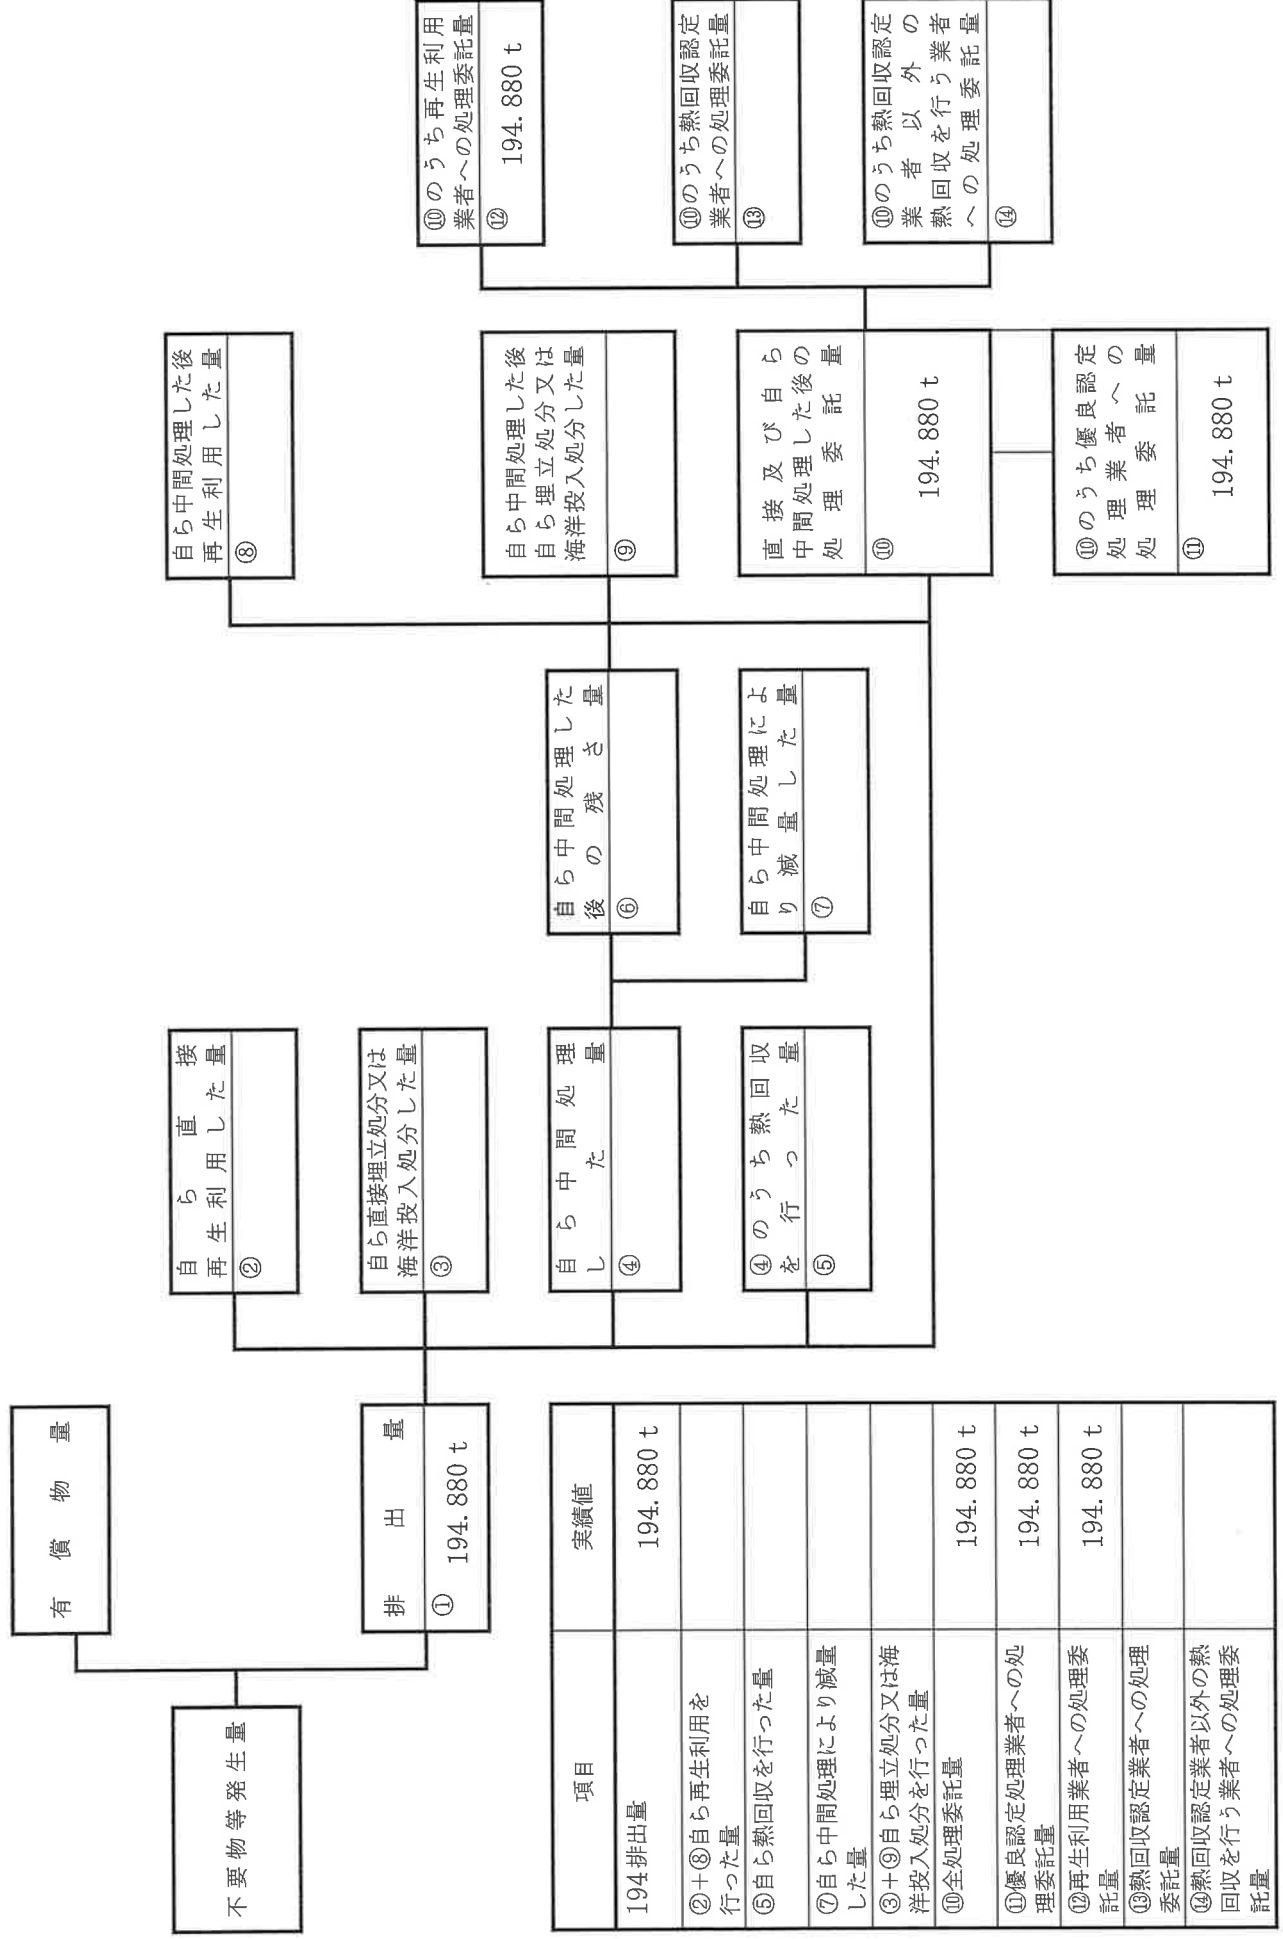 不要物等発生量
有償物量
排出量
① 194.880 t
自ら直接
再生利用した量
②
自ら直接埋立処分又は
海洋投入処分した量
③
自ら中間処理
した量
④
④のうち熱回収
を行った量
⑤
自ら中間処理した
後の残さ量
⑥
自ら中間処理によ
り減量した量
⑦
自ら中間処理した後
再生利用した量
⑧
自ら中間処理した後
自ら埋立処分又は
海洋投入処分した量
⑨
直接及び自ら
中間処理した後の
処理委託量
⑩ 194.880 t
⑩のうち優良認定
処理業者への
処理委託量
⑪ 194.880 t
⑩のうち再生利用
業者への処理委託量
⑫ 194.880 t
⑩のうち熱回収認定
業者への処理委託量
⑬
⑩のうち熱回収認定
業者以外の
熱回収を行う業者
への処理委託量
⑭
項目 実績値
194排出量 194.880 t
②+⑧自ら再生利用を
行った量
⑤自ら熱回収を行った量
⑦自ら中間処理により減量
した量
③+⑨自ら埋立処分又は海
洋投入処分を行った量
⑩全処理委託量 194.880 t
⑪優良認定処理業者への処
理委託量 194.880 t
⑫再生利用業者への処理委
託量 194.880 t
⑬熱回収認定業者への処理
委託量
⑭熱回収認定業者以外の熱
回収を行う業者への処理委
託量